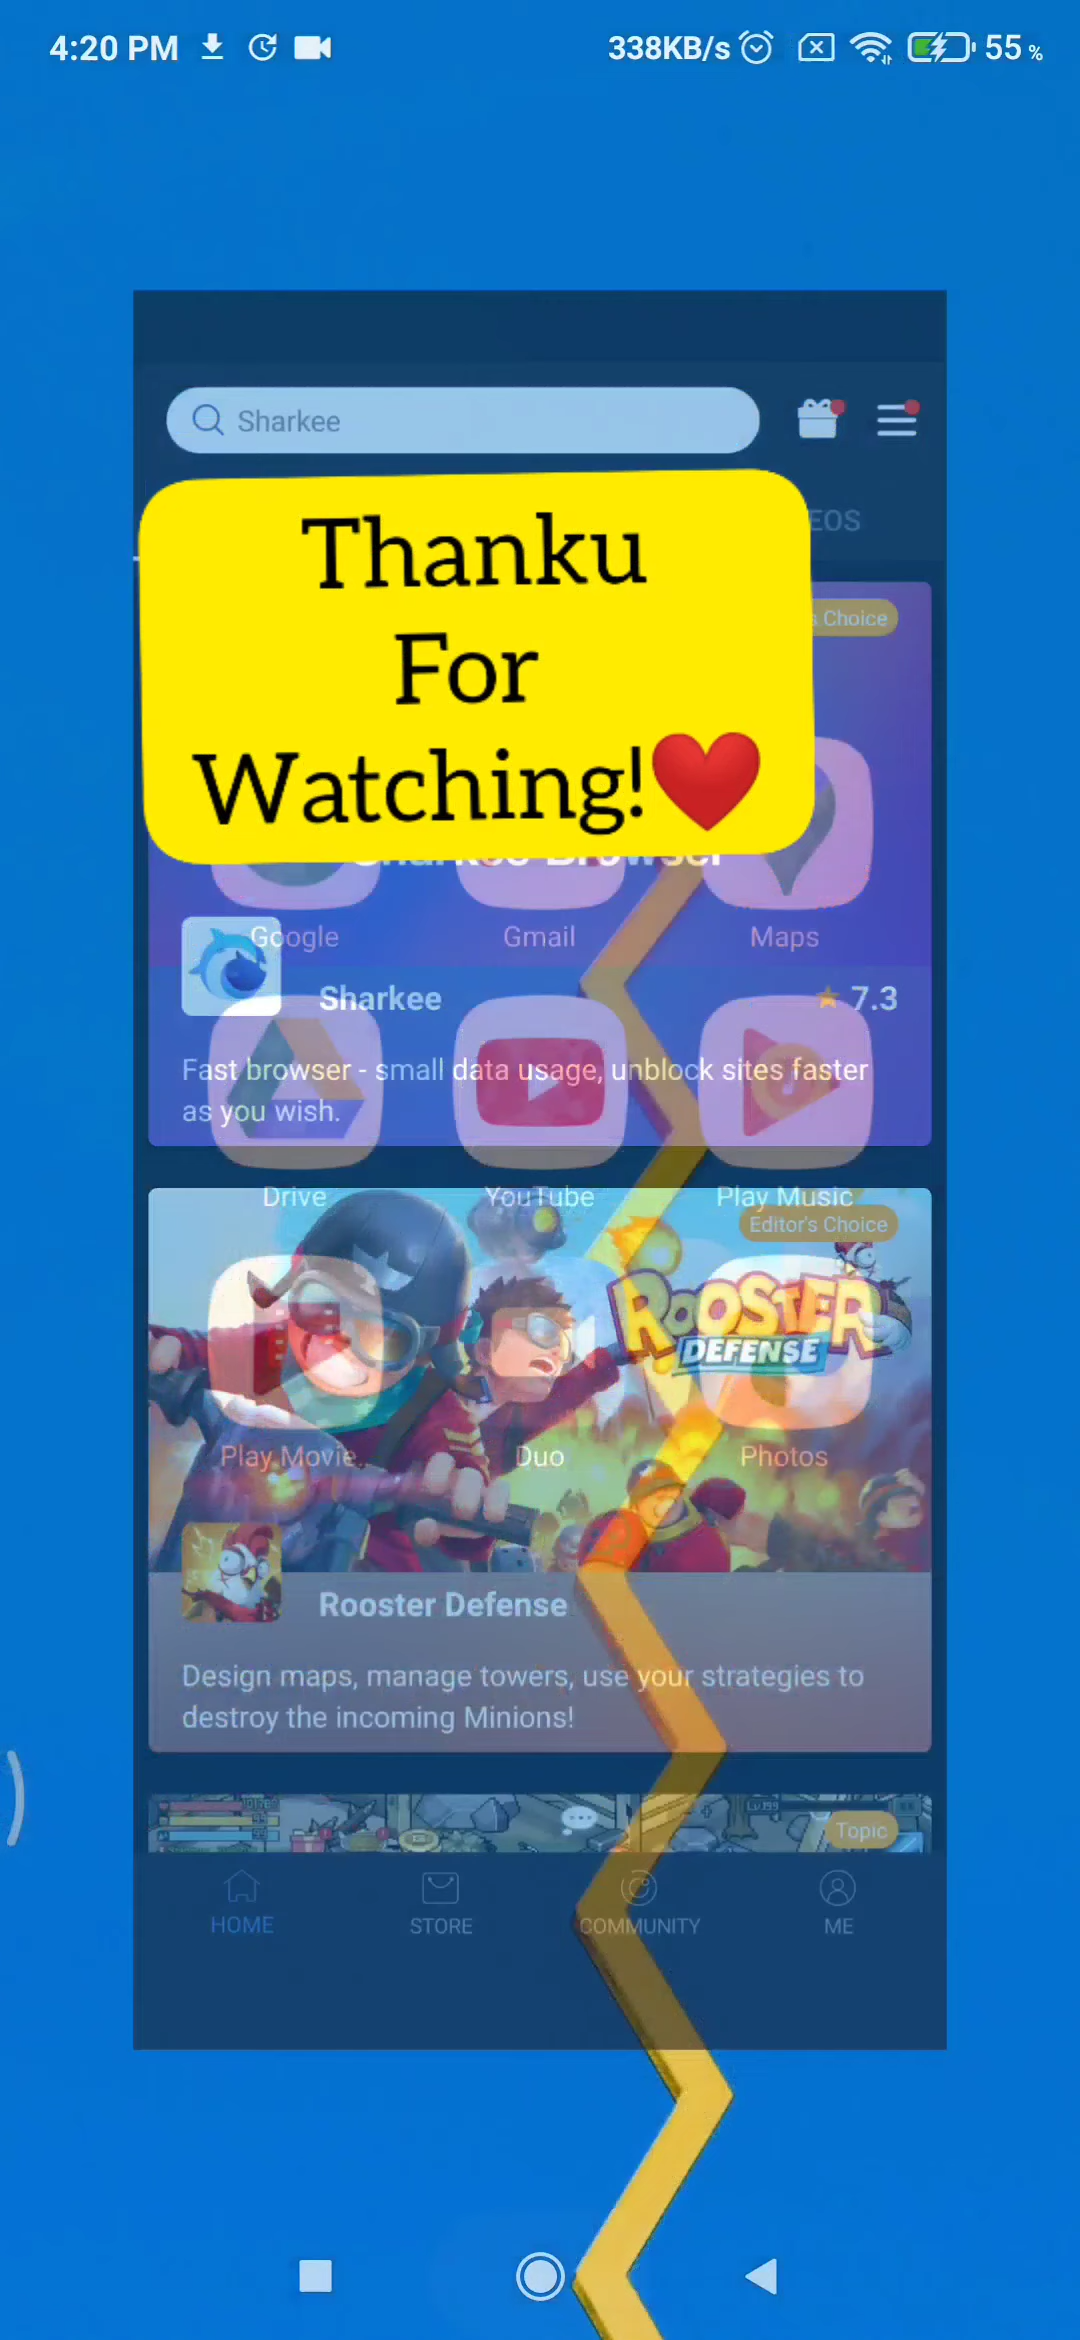 4:20 PM
338KB/s
55 %
Sharkee
EOS
Thanku
For
Watching!
s Choice
Sharkee Browser
Google
Gmail
Maps
Sharkee
7.3
Fast browser - small data usage, unblock sites faster
as you wish.
Drive
YouTube
Play Music
Editor's Choice
ROOSTER
DEFENSE
Play Movie..
Duo
Photos
Rooster Defense
Design maps, manage towers, use your strategies to
destroy the incoming Minions!
Topic
HOME
STORE
COMMUNITY
ME